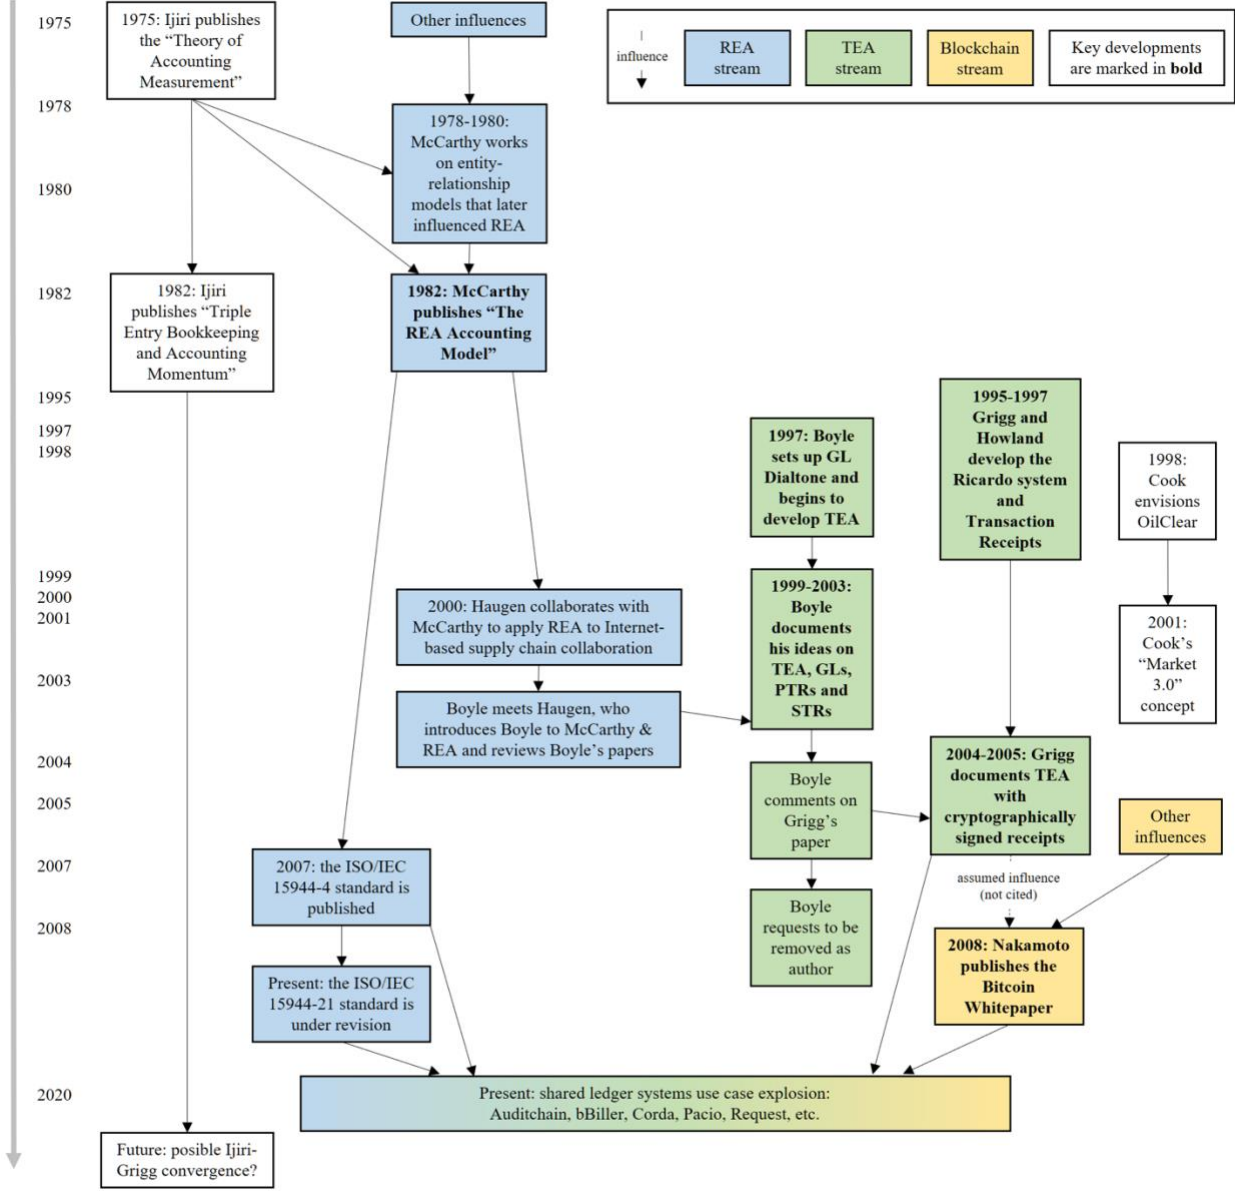 1975
1978
1980
1982
1995
1997
1998
1999
2000
2001
2003
2004
2005
2007
2008
2020
1975: Ijiri publishes
the “Theory of
Accounting
Measurement”
Other influences
influence
REA
stream
TEA
stream
Blockchain
stream
Key developments
are marked in bold
1978-1980:
McCarthy works
on entity-
relationship
models that later
influenced REA
1982: Ijiri
publishes “Triple
Entry Bookkeeping
and Accounting
Momentum”
1982: McCarthy
publishes “The
REA Accounting
Model”
1997: Boyle
sets up GL
Dialtone and
begins to
develop TEA
1995-1997
Grigg and
Howland
develop the
Ricardo system
and
Transaction
Receipts
1998:
Cook
envisions
OilClear
2000: Haugen collaborates with
McCarthy to apply REA to Internet-
based supply chain collaboration
1999-2003:
Boyle
documents
his ideas on
TEA, GLs,
PTRs and
STRs
2001:
Cook’s
“Market
3.0”
concept
Boyle meets Haugen, who
introduces Boyle to McCarthy &
REA and reviews Boyle’s papers
Boyle
comments on
Grigg’s
paper
2004-2005: Grigg
documents TEA
with
cryptographically
signed receipts
Other
influences
2007: the ISO/IEC
15944-4 standard is
published
Boyle
requests to be
removed as
author
assumed influence
(not cited)
2008: Nakamoto
publishes the
Bitcoin
Whitepaper
Present: the ISO/IEC
15944-21 standard is
under revision
Present: shared ledger systems use case explosion:
Auditchain, bBiller, Corda, Pacio, Request, etc.
Future: posible Ijiri-
Grigg convergence?